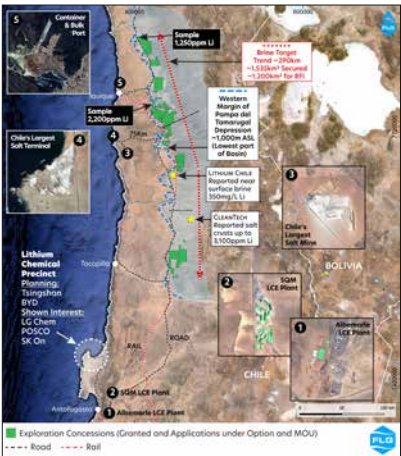 5
Container
& Bulk
Port
Sample
1,250ppm Li
600000
FLG
Brine Target
Trend ~290km
~1,535km² Secured
~1,200km² for BFI
Iquique
5
Sample
2,200ppm Li
Western
Margin of
Pampa del
Tamarugal
Depression
~1,000m ASL
(Lowest part
of Basin)
4
Chile's Largest
Salt Terminal
75Km
4
3
LITHIUM CHILE
Reported near
surface brine
350mg/L Li
CLEANTECH
Reported salt
crusts up to
3,100ppm Li
3
Chile's
Largest
Salt Mine
Lithium
Chemical
Precinct
Planning:
Tsingshan
BYD
Shown Interest:
LG Chem
POSCO
SK On
Tocopilla
BOLIVIA
2
SQM
LCE Plant
1
Albemarle
LCE Plant
RAIL
ROAD
CHILE
2 SQM LCE Plant
Antofagasta
1 Albemarle LCE Plant
Exploration Concessions (Granted and Applications under Option and MOU)
Road
Rail
FLG